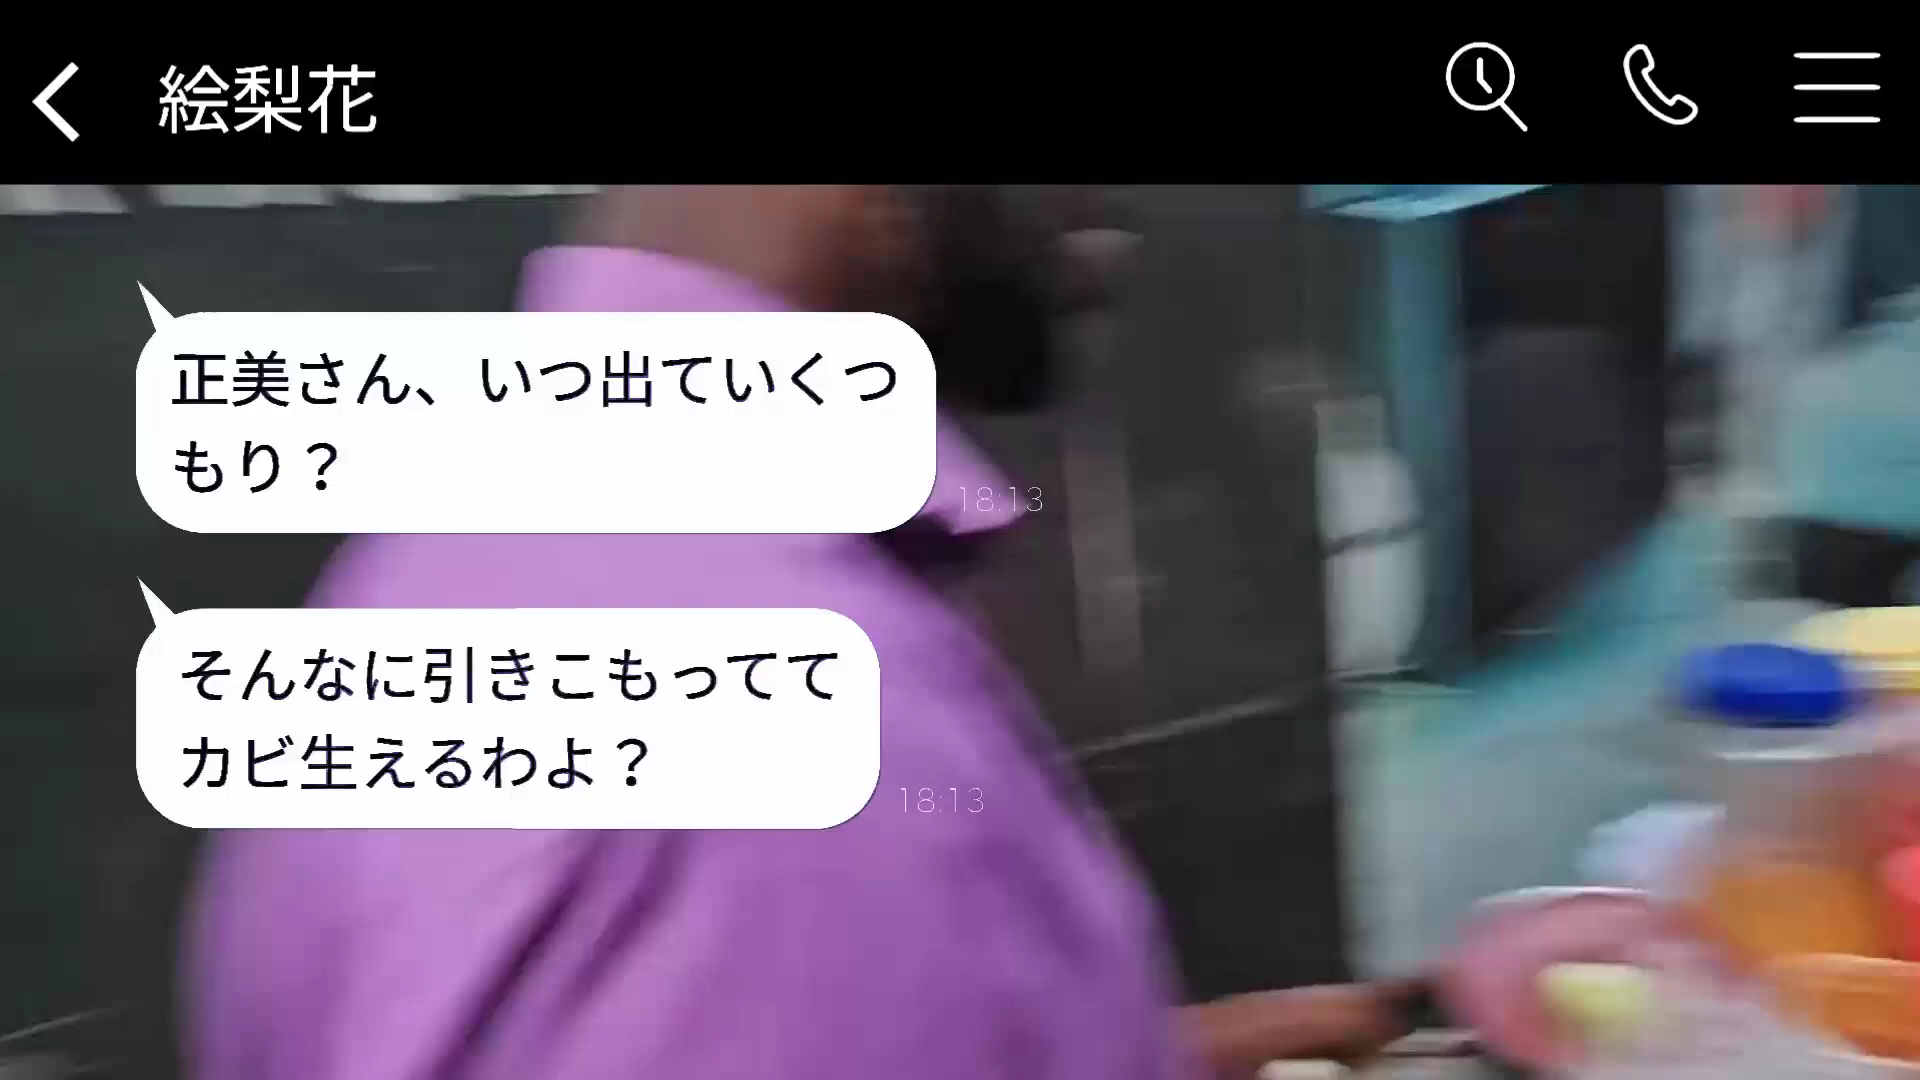 絵梨花
正美さん、いつ出ていくつ
もり？
18:13
そんなに引きこもってて
カビ生えるわよ？
18:13